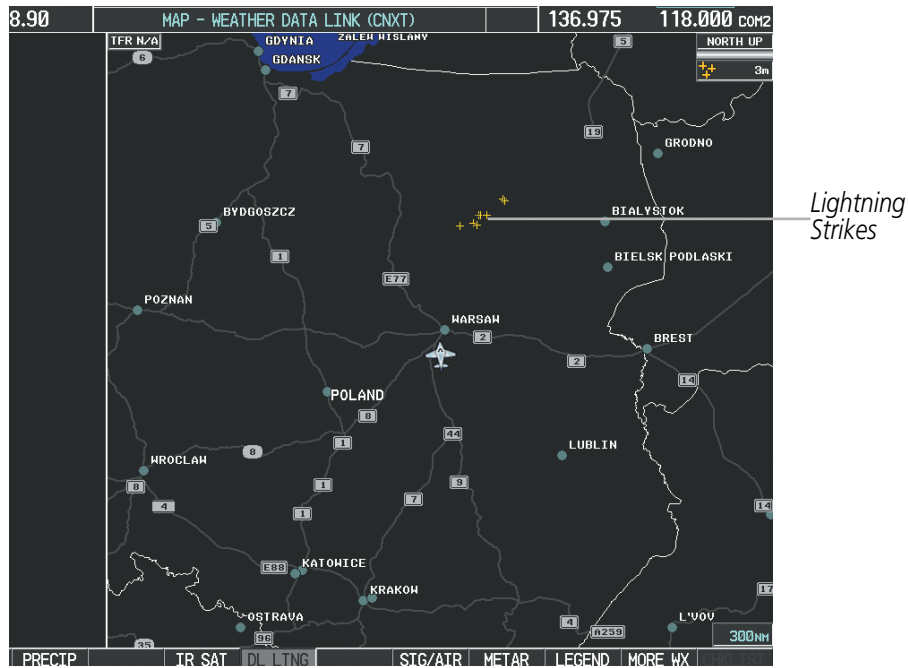 8.90 MAP - WEATHER DATA LINK (CNXT) 136.975 118.000 COM2
TFR N/A
GDYNIA
ZALEW WISLANY
5
NORTH UP
6
GDANSK
3m
7
19
7
GRODNO
Lightning
Strikes
BYDGOSZCZ
5
BIALYSTOK
1
BIELSK PODLASKI
E77
POZNAN
WARSAW
2
BREST
2
14
POLAND
8
44
1
8
LUBLIN
WROCLAW
8
1
9
7
4
1
14
E88
KATOWICE
KRAKOW
17
OSTRAVA
4
A259
L'VOV
35
96
300NM
PRECIP IR SAT DL LTNG SIG/AIR METAR LEGEND MORE WX CHKLIST